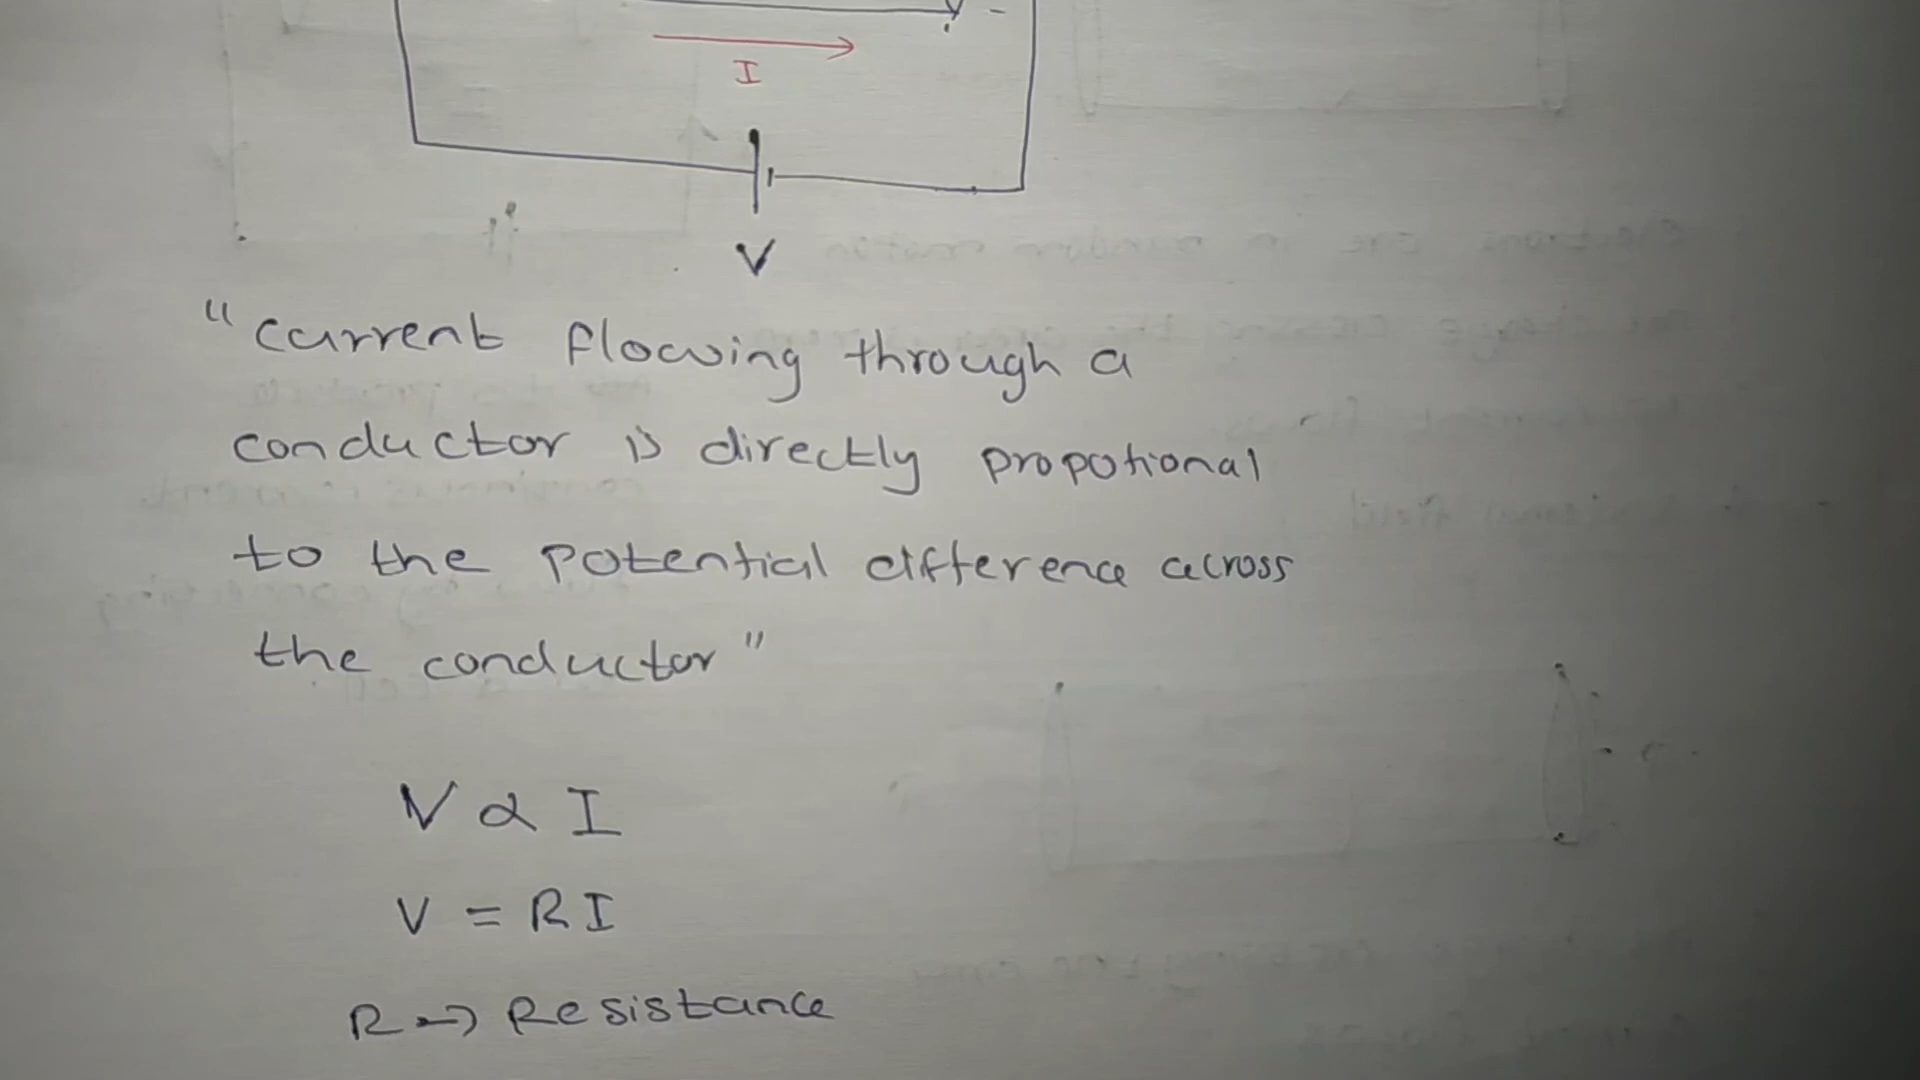 I
V
"current flowing through a
conductor is directly propotional
to the potential difference across
the conductor"
V ∝ I
V = RI
R → Resistance